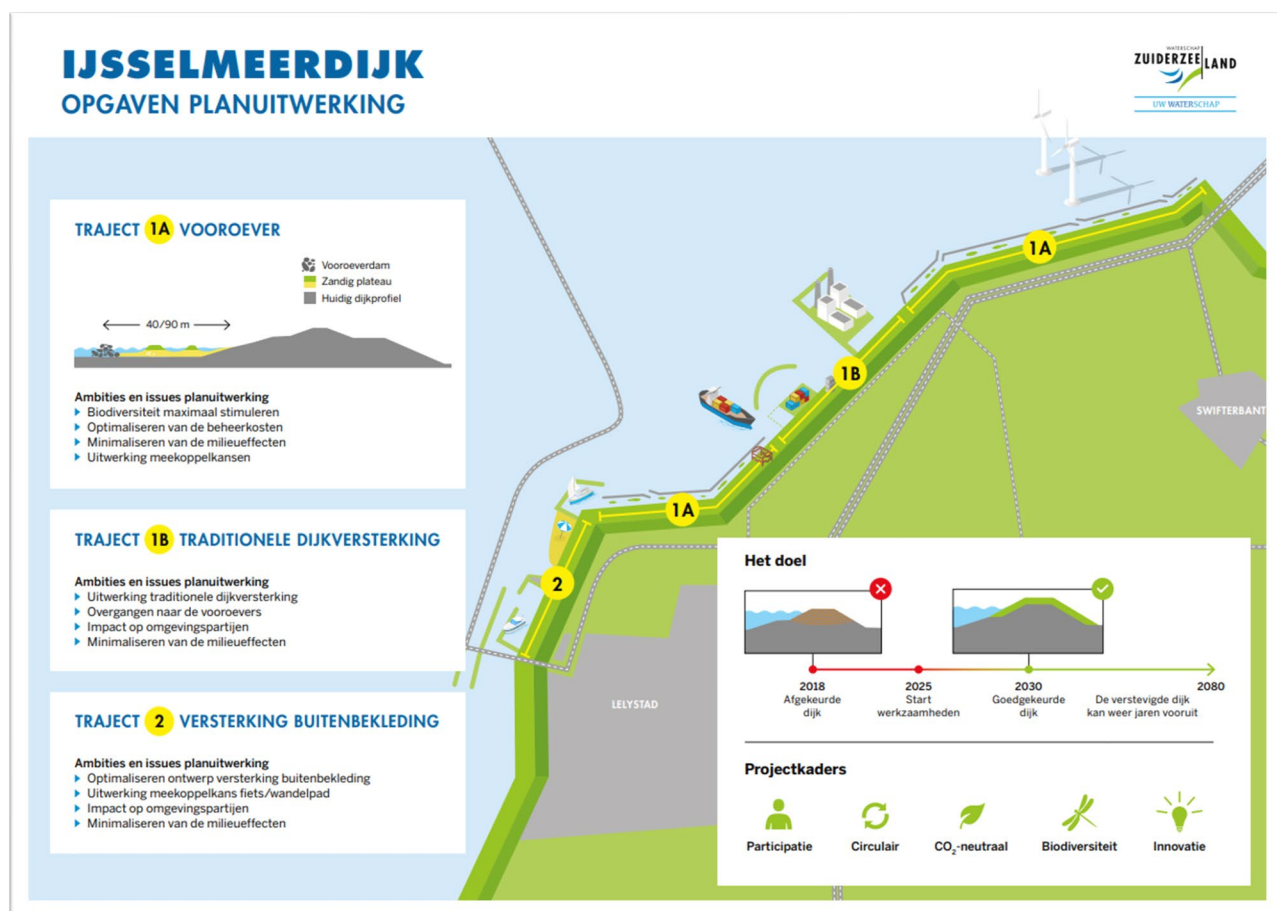 IJSSELMEERDIJK
OPGAVEN PLANUITWERKING
WATERSCHAP
ZUIDERZEELAND
UW WATERSCHAP
TRAJECT 1A VOOROEVER
Vooroeverdam
Zandig plateau
Huidig dijkprofiel
40/90 m
Ambities en issues planuitwerking
Biodiversiteit maximaal stimuleren
Optimaliseren van de beheerkosten
Minimaliseren van de milieueffecten
Uitwerking meekoppelkansen
TRAJECT 1B TRADITIONELE DIJKVERSTERKING
Ambities en issues planuitwerking
Uitwerking traditionele dijkversterking
Overgangen naar de vooroevers
Impact op omgevingspartijen
Minimaliseren van de milieueffecten
TRAJECT 2 VERSTERKING BUITENBEKLEDING
Ambities en issues planuitwerking
Optimaliseren ontwerp versterking buitenbekleding
Uitwerking meekoppelkans fiets/wandelpad
Impact op omgevingspartijen
Minimaliseren van de milieueffecten
1A
1B
SWIFTERBANT
1A
2
LELYSTAD
Het doel
2018
Afgekeurde
dijk
2025
Start
werkzaamheden
2030
Goedgekeurde
dijk
2080
De verstevigde dijk
kan weer jaren vooruit
Projectkaders
Participatie
Circulair
CO₂-neutraal
Biodiversiteit
Innovatie